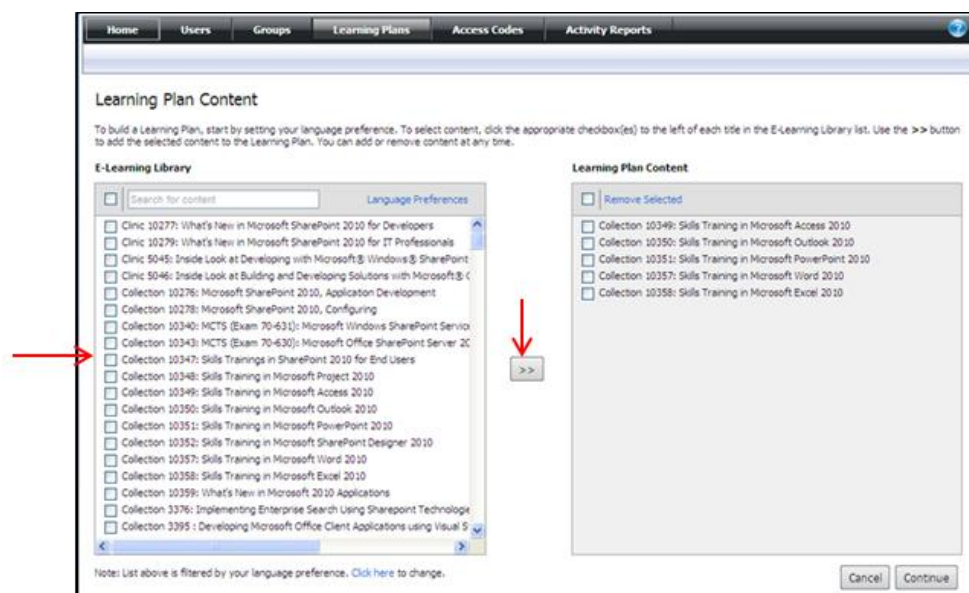 Home Users Groups Learning Plans Access Codes Activity Reports ?
Learning Plan Content
To build a Learning Plan, start by setting your language preference. To select content, click the appropriate checkbox(es) to the left of each title in the E-Learning Library list. Use the >> button
to add the selected content to the Learning Plan. You can add or remove content at any time.
E-Learning Library
Search for content Language Preferences
Clinic 10277: What's New in Microsoft SharePoint 2010 for Developers
Clinic 10279: What's New in Microsoft SharePoint 2010 for IT Professionals
Clinic 5045: Inside Look at Developing with Microsoft® Windows® SharePoint
Clinic 5046: Inside Look at Building and Developing Solutions with Microsoft®
Collection 10276: Microsoft SharePoint 2010, Application Development
Collection 10278: Microsoft SharePoint 2010, Configuring
Collection 10340: MCTS (Exam 70-631): Microsoft Windows SharePoint Servic
Collection 10343: MCTS (Exam 70-630): Microsoft Office SharePoint Server 20
Collection 10347: Skills Trainings in SharePoint 2010 for End Users
Collection 10348: Skills Training in Microsoft Project 2010
Collection 10349: Skills Training in Microsoft Access 2010
Collection 10350: Skills Training in Microsoft Outlook 2010
Collection 10351: Skills Training in Microsoft PowerPoint 2010
Collection 10352: Skills Training in Microsoft SharePoint Designer 2010
Collection 10357: Skills Training in Microsoft Word 2010
Collection 10358: Skills Training in Microsoft Excel 2010
Collection 10359: What's New in Microsoft 2010 Applications
Collection 3376: Implementing Enterprise Search Using Sharepoint Technologie
Collection 3395 : Developing Microsoft Office Client Applications using Visual S
Note: List above is filtered by your language preference. Click here to change.
>>
Learning Plan Content
Remove Selected
Collection 10349: Skills Training in Microsoft Access 2010
Collection 10350: Skills Training in Microsoft Outlook 2010
Collection 10351: Skills Training in Microsoft PowerPoint 2010
Collection 10357: Skills Training in Microsoft Word 2010
Collection 10358: Skills Training in Microsoft Excel 2010
Cancel Continue